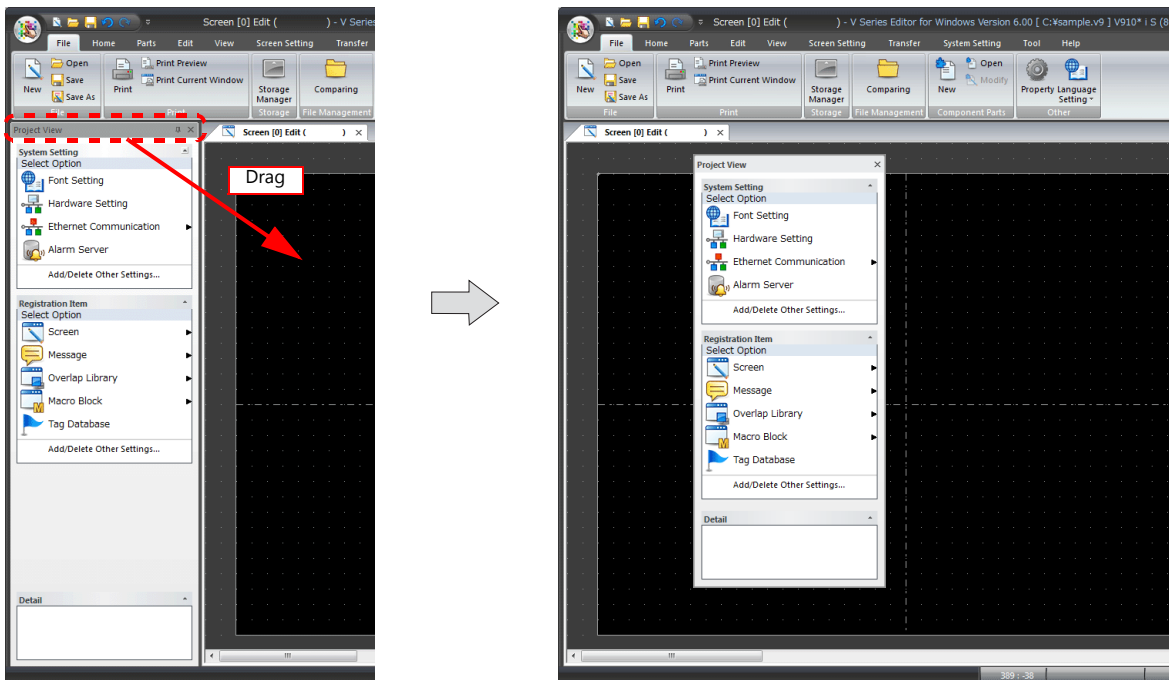 Screen [0] Edit (          ) - V Series
File Home Parts Edit View Screen Setting Transfer
New
Open
Save
Save As
Print
Print Preview
Print Current Window
Storage Manager
Comparing
File Print Storage File Management
Project View
Screen [0] Edit (          )
System Setting
Select Option
Font Setting
Hardware Setting
Ethernet Communication
Alarm Server
Add/Delete Other Settings...
Registration Item
Select Option
Screen
Message
Overlap Library
Macro Block
Tag Database
Add/Delete Other Settings...
Detail
Drag
Screen [0] Edit (          ) - V Series Editor for Windows Version 6.00 [ C:¥sample.v9 ] V910* i S (8
File Home Parts Edit View Screen Setting Transfer System Setting Tool Help
New
Open
Save
Save As
Print
Print Preview
Print Current Window
Storage Manager
Comparing
New
Open
Modify
Property
Language Setting
File Print Storage File Management Component Parts Other
Screen [0] Edit (          )
Project View
System Setting
Select Option
Font Setting
Hardware Setting
Ethernet Communication
Alarm Server
Add/Delete Other Settings...
Registration Item
Select Option
Screen
Message
Overlap Library
Macro Block
Tag Database
Add/Delete Other Settings...
Detail
389 : -38